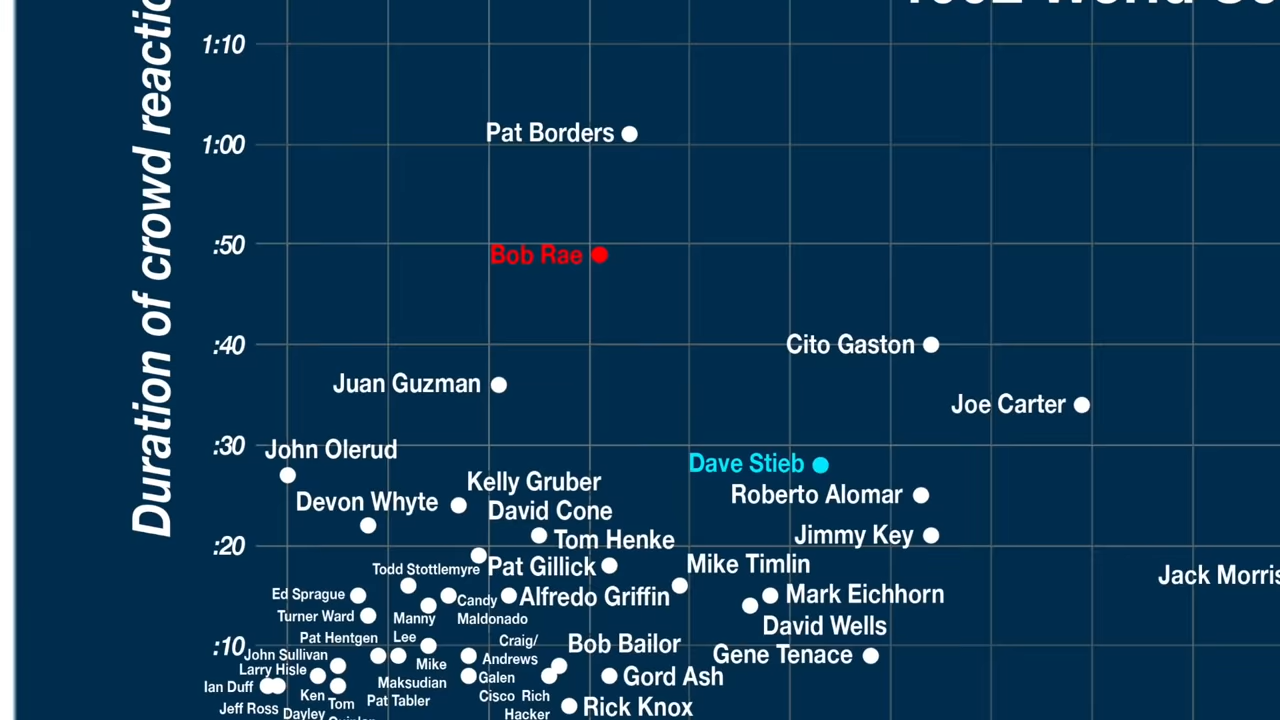 1992 World Se
Duration of crowd reactio
1:10
1:00
:50
:40
:30
:20
:10
Pat Borders
Bob Rae
Cito Gaston
Juan Guzman
Joe Carter
John Olerud
Dave Stieb
Kelly Gruber
Roberto Alomar
Devon Whyte
David Cone
Jimmy Key
Tom Henke
Mike Timlin
Pat Gillick
Todd Stottlemyre
Jack Morris
Ed Sprague
Mark Eichhorn
Alfredo Griffin
Candy
Maldonado
Turner Ward
Manny
Lee
David Wells
Pat Hentgen
Craig/
Andrews
Bob Bailor
John Sullivan
Gene Tenace
Mike
Maksudian
Larry Hisle
Galen
Cisco
Gord Ash
Ian Duff
Ken
Dayley
Tom
Pat Tabler
Rich
Hacker
Jeff Ross
Rick Knox